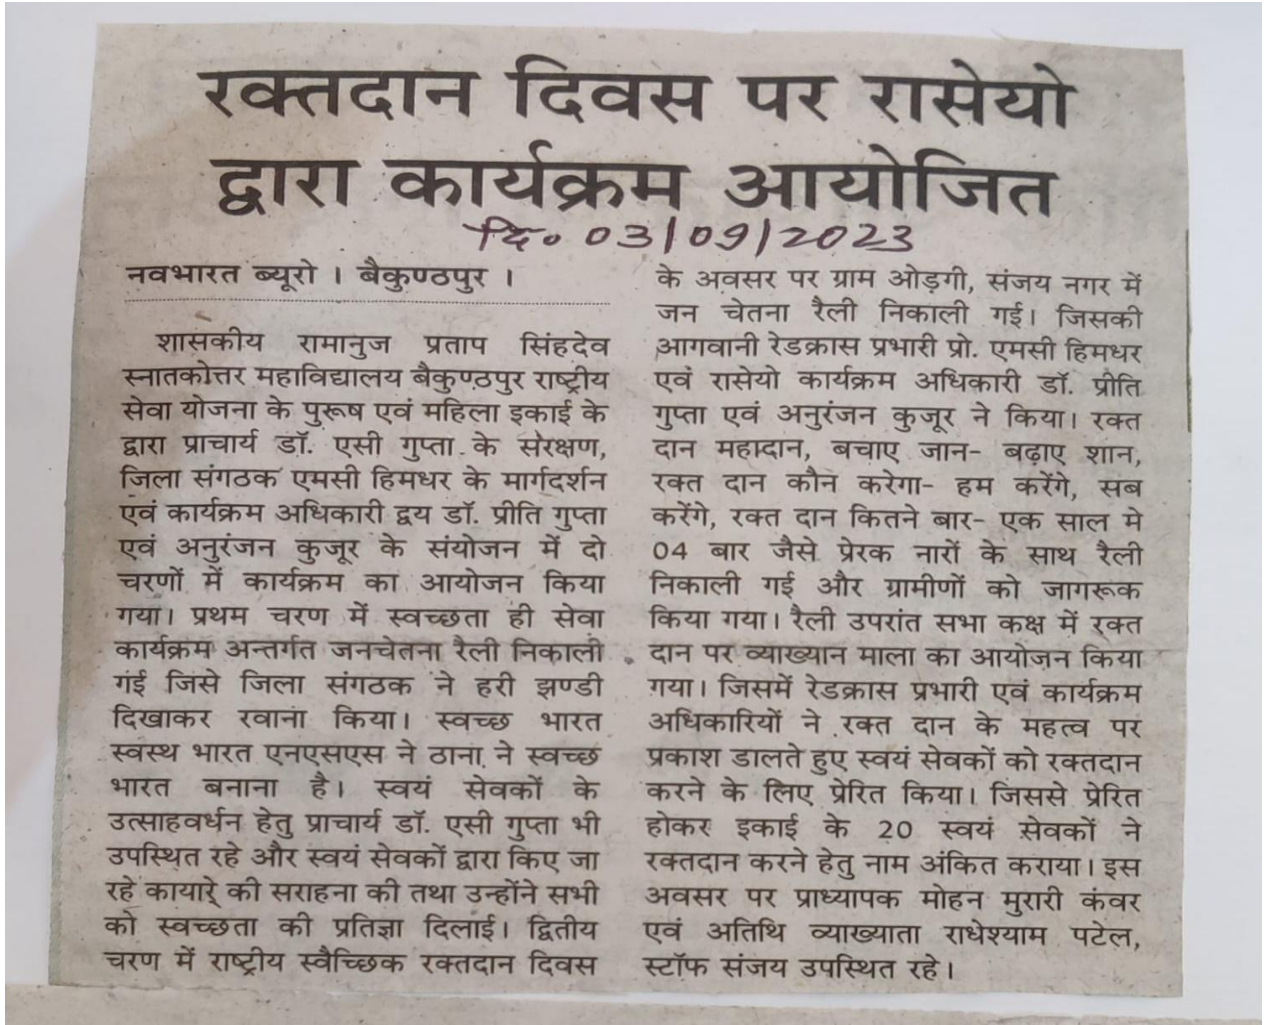 रक्तदान दिवस पर रासेयो
द्वारा कार्यक्रम आयोजित
दि० 03/09/2023
नवभारत ब्यूरो । बैकुण्ठपुर ।
शासकीय रामानुज प्रताप सिंहदेव
स्नातकोत्तर महाविद्यालय बैकुण्ठपुर राष्ट्रीय
सेवा योजना के पुरूष एवं महिला इकाई के
द्वारा प्राचार्य डॉ. एसी गुप्ता के संरक्षण,
जिला संगठक एमसी हिमधर के मार्गदर्शन
एवं कार्यक्रम अधिकारी द्वय डॉ. प्रीति गुप्ता
एवं अनुरंजन कुजूर के संयोजन में दो
चरणों में कार्यक्रम का आयोजन किया
गया। प्रथम चरण में स्वच्छता ही सेवा
कार्यक्रम अन्तर्गत जनचेतना रैली निकाली
गई जिसे जिला संगठक ने हरी झण्डी
दिखाकर रवाना किया। स्वच्छ भारत
स्वस्थ भारत एनएसएस ने ठाना ने स्वच्छ
भारत बनाना है। स्वयं सेवकों के
उत्साहवर्धन हेतु प्राचार्य डॉ. एसी गुप्ता भी
उपस्थित रहे और स्वयं सेवकों द्वारा किए जा
रहे कायारे् की सराहना की तथा उन्होंने सभी
को स्वच्छता की प्रतिज्ञा दिलाई। द्वितीय
चरण में राष्ट्रीय स्वैच्छिक रक्तदान दिवस
के अवसर पर ग्राम ओड़गी, संजय नगर में
जन चेतना रैली निकाली गई। जिसकी
आगवानी रेडक्रास प्रभारी प्रो. एमसी हिमधर
एवं रासेयो कार्यक्रम अधिकारी डॉ. प्रीति
गुप्ता एवं अनुरंजन कुजूर ने किया। रक्त
दान महादान, बचाए जान- बढ़ाए शान,
रक्त दान कौन करेगा- हम करेंगे, सब
करेंगे, रक्त दान कितने बार- एक साल मे
04 बार जैसे प्रेरक नारों के साथ रैली
निकाली गई और ग्रामीणों को जागरूक
किया गया। रैली उपरांत सभा कक्ष में रक्त
दान पर व्याख्यान माला का आयोजन किया
गया। जिसमें रेडक्रास प्रभारी एवं कार्यक्रम
अधिकारियों ने रक्त दान के महत्व पर
प्रकाश डालते हुए स्वयं सेवकों को रक्तदान
करने के लिए प्रेरित किया। जिससे प्रेरित
होकर इकाई के 20 स्वयं सेवकों ने
रक्तदान करने हेतु नाम अंकित कराया। इस
अवसर पर प्राध्यापक मोहन मुरारी कंवर
एवं अतिथि व्याख्याता राधेश्याम पटेल,
स्टॉफ संजय उपस्थित रहे।